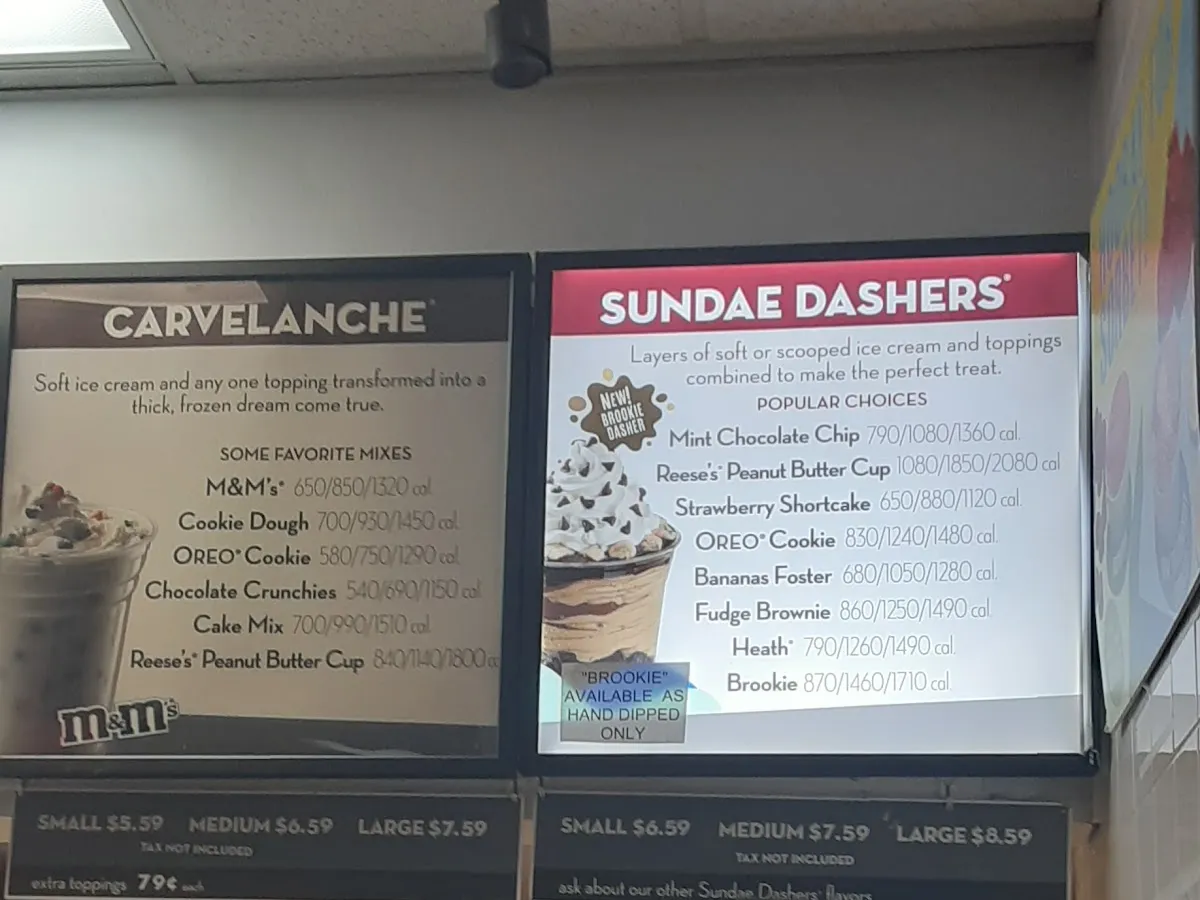 CARVELANCHE
Soft ice cream and any one topping transformed into a
thick, frozen dream come true.
SOME FAVORITE MIXES
M&M's® 650/850/1320 cal.
Cookie Dough 700/930/1450 cal.
OREO® Cookie 580/750/1290 cal.
Chocolate Crunchies 540/690/1150 cal.
Cake Mix 700/990/1510 cal.
Reese's® Peanut Butter Cup 840/1140/1800
m&m's
SMALL $5.59 MEDIUM $6.59 LARGE $7.59
TAX NOT INCLUDED
extra toppings 79¢ each
SUNDAE DASHERS®
Layers of soft or scooped ice cream and toppings
combined to make the perfect treat.
NEW!
BROOKIE
DASHER
POPULAR CHOICES
Mint Chocolate Chip 790/1080/1360 cal.
Reese's® Peanut Butter Cup 1080/1850/2080 cal
Strawberry Shortcake 650/880/1120 cal.
OREO® Cookie 830/1240/1480 cal.
Bananas Foster 680/1050/1280 cal.
Fudge Brownie 860/1250/1490 cal.
Heath® 790/1260/1490 cal.
Brookie 870/1460/1710 cal.
"BROOKIE"
AVAILABLE AS
HAND DIPPED
ONLY
SMALL $6.59 MEDIUM $7.59 LARGE $8.59
TAX NOT INCLUDED
ask about our other Sundae Dashers® flavors